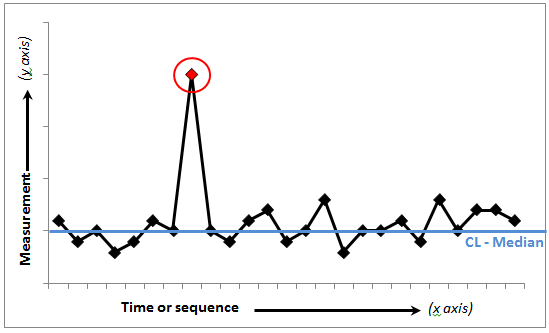 (y axis)
Measurement
CL - Median
Time or sequence
(x axis)